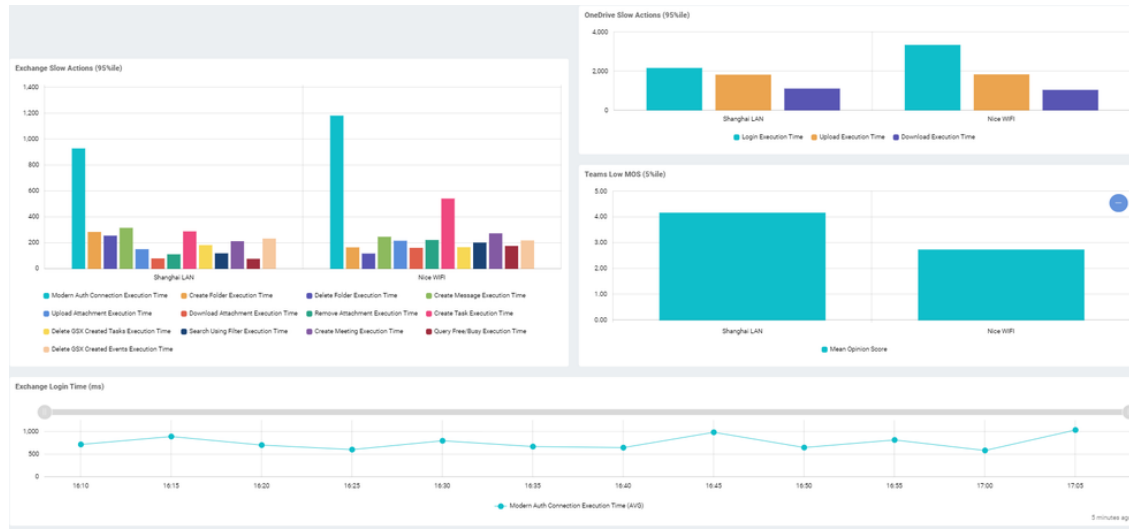 OneDrive Slow Actions (95%ile)
4,000
2,000
0
Shanghai LAN
Nice WIFI
Login Execution Time
Upload Execution Time
Download Execution Time
Exchange Slow Actions (95%ile)
1,400
1,200
1,000
800
600
400
200
0
Shanghai LAN
Nice WIFI
Modern Auth Connection Execution Time
Create Folder Execution Time
Delete Folder Execution Time
Create Message Execution Time
Upload Attachment Execution Time
Download Attachment Execution Time
Remove Attachment Execution Time
Create Task Execution Time
Delete GSX Created Tasks Execution Time
Search Using Filter Execution Time
Create Meeting Execution Time
Query Free/Busy Execution Time
Delete GSX Created Events Execution Time
Teams Low MOS (5%ile)
5.00
4.00
3.00
2.00
1.00
0.00
Shanghai LAN
Nice WIFI
Mean Opinion Score
Exchange Login Time (ms)
1,000
500
0
16:10
16:15
16:20
16:25
16:30
16:35
16:40
16:45
16:50
16:55
17:00
17:05
Modern Auth Connection Execution Time (AVG)
5 minutes ag